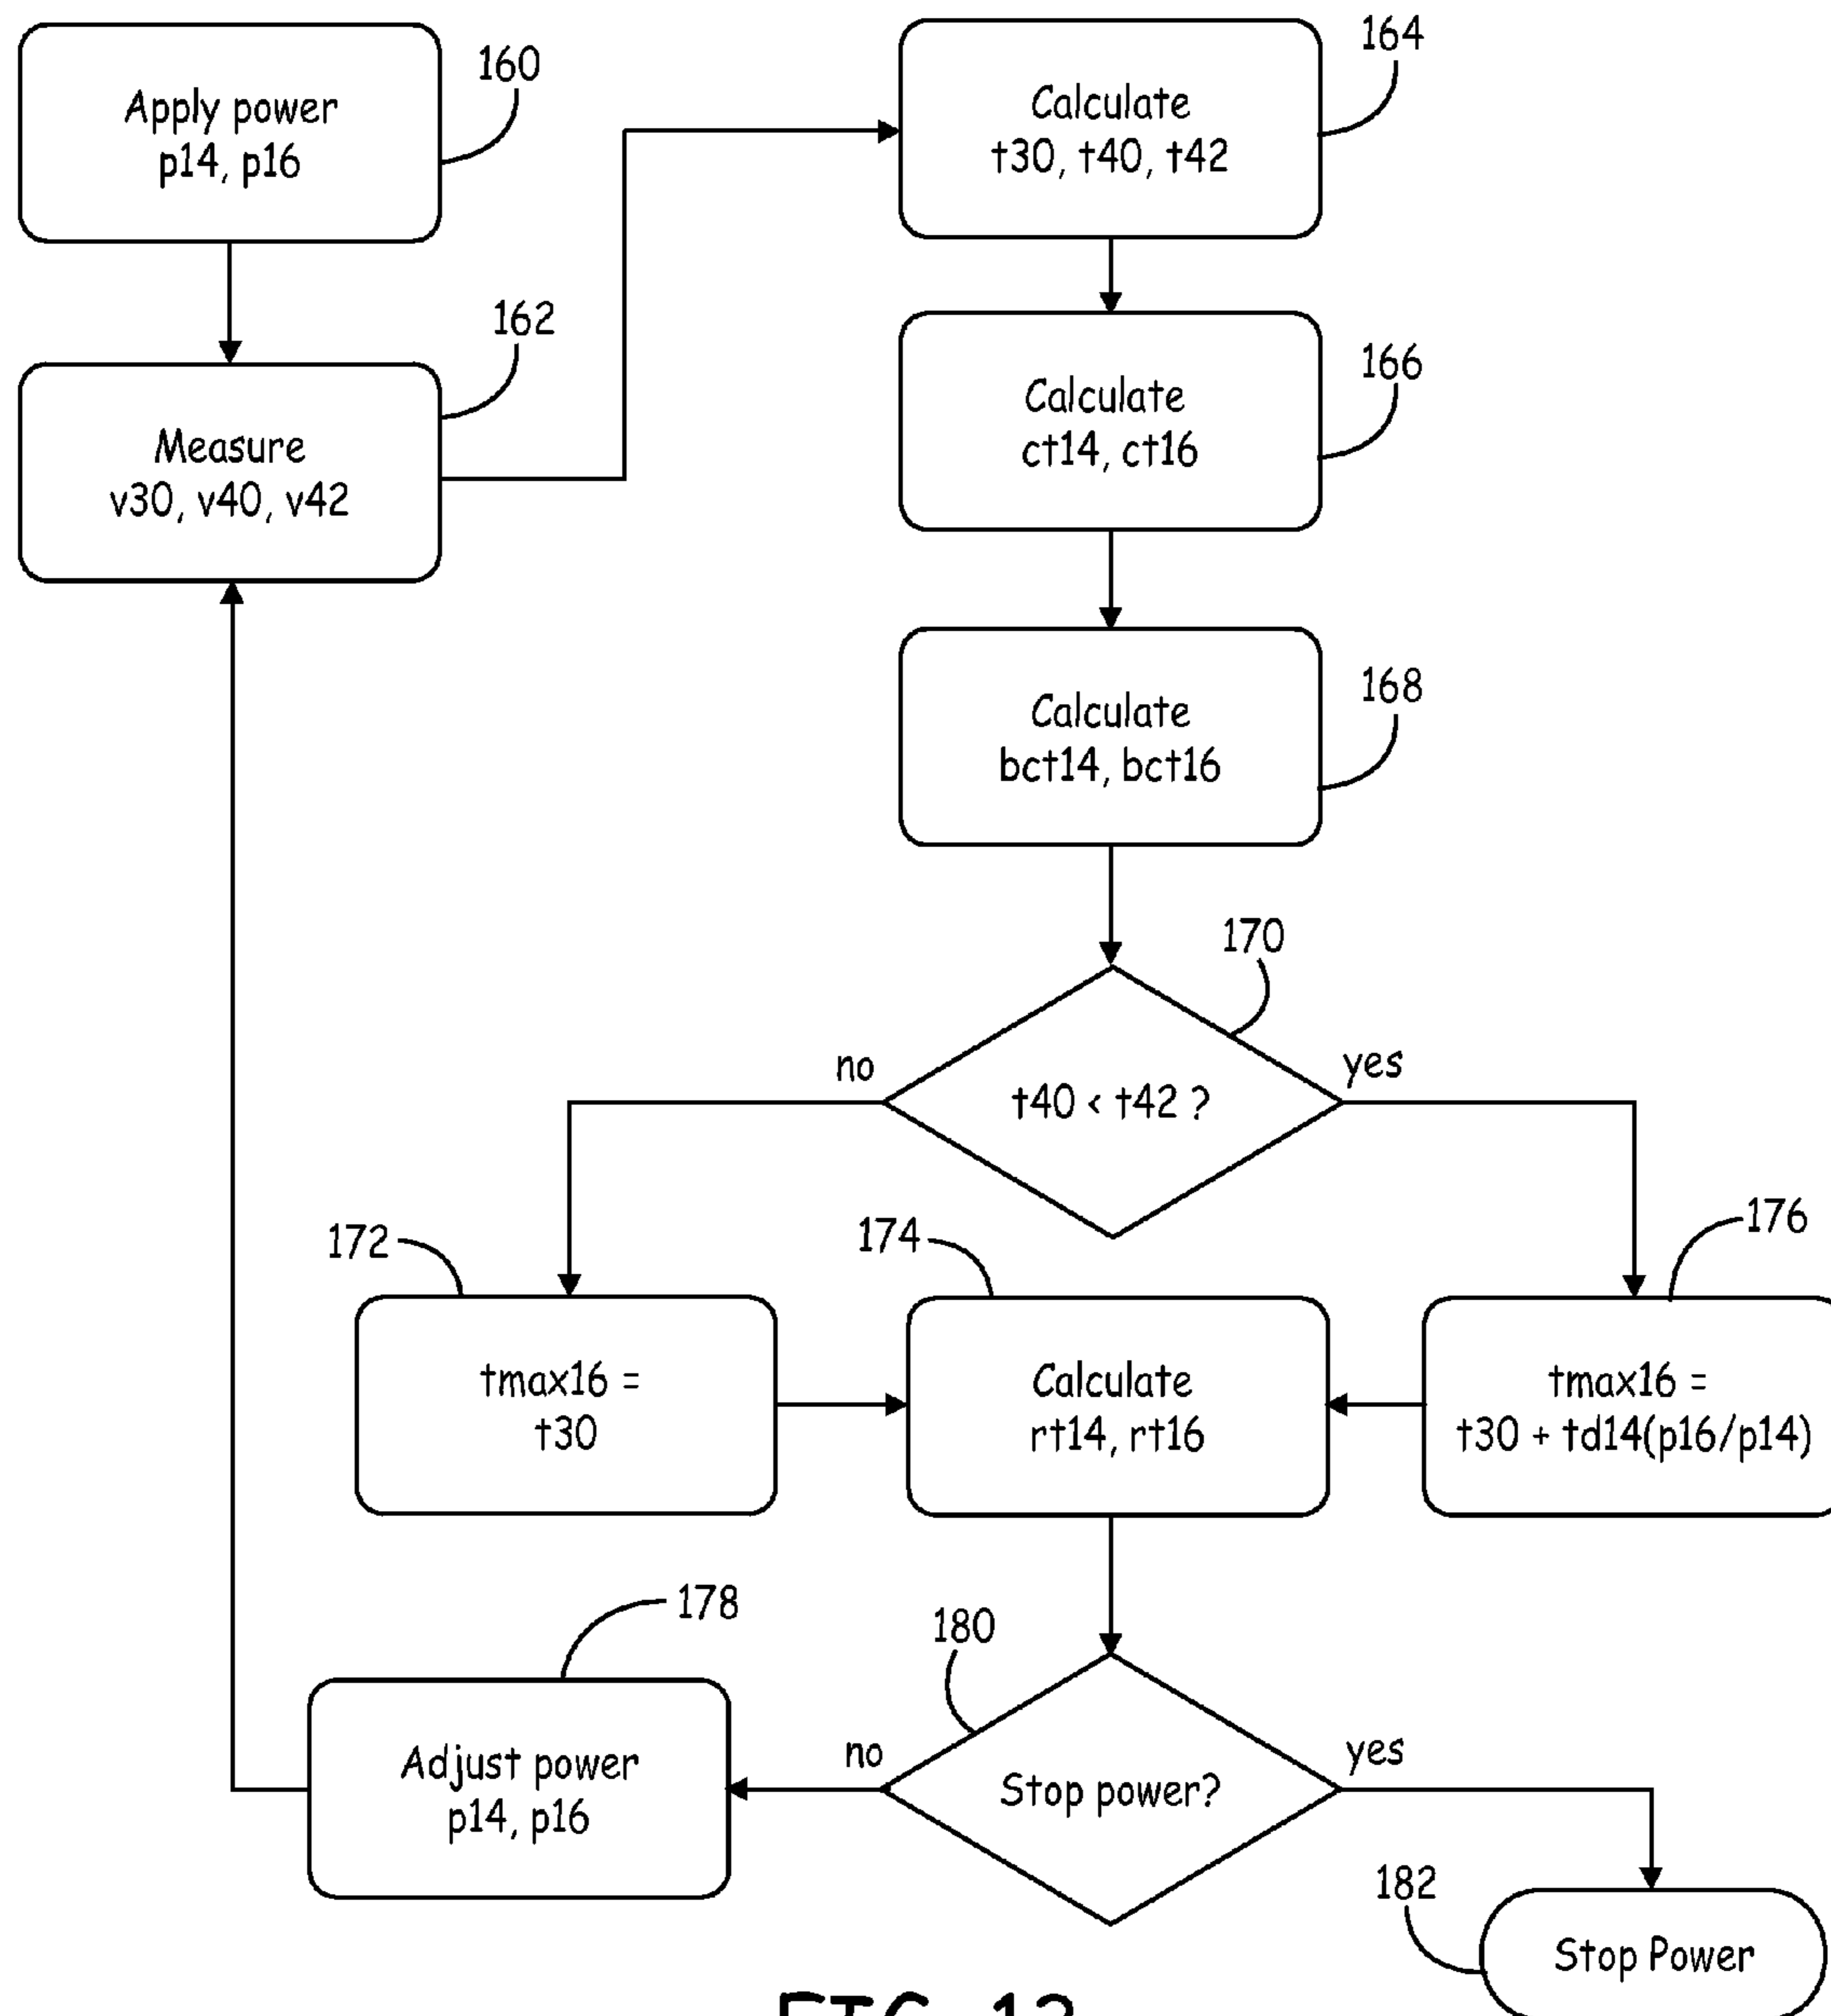 160
Apply power
p14, p16
162
Measure
v30, v40, v42
164
Calculate
t30, t40, t42
166
Calculate
ct14, ct16
168
Calculate
bct14, bct16
170
no
t40 < t42 ?
yes
172
tmax16 =
t30
174
Calculate
rt14, rt16
176
tmax16 =
t30 + td14(p16/p14)
178
Adjust power
p14, p16
180
no
Stop power?
yes
182
Stop Power